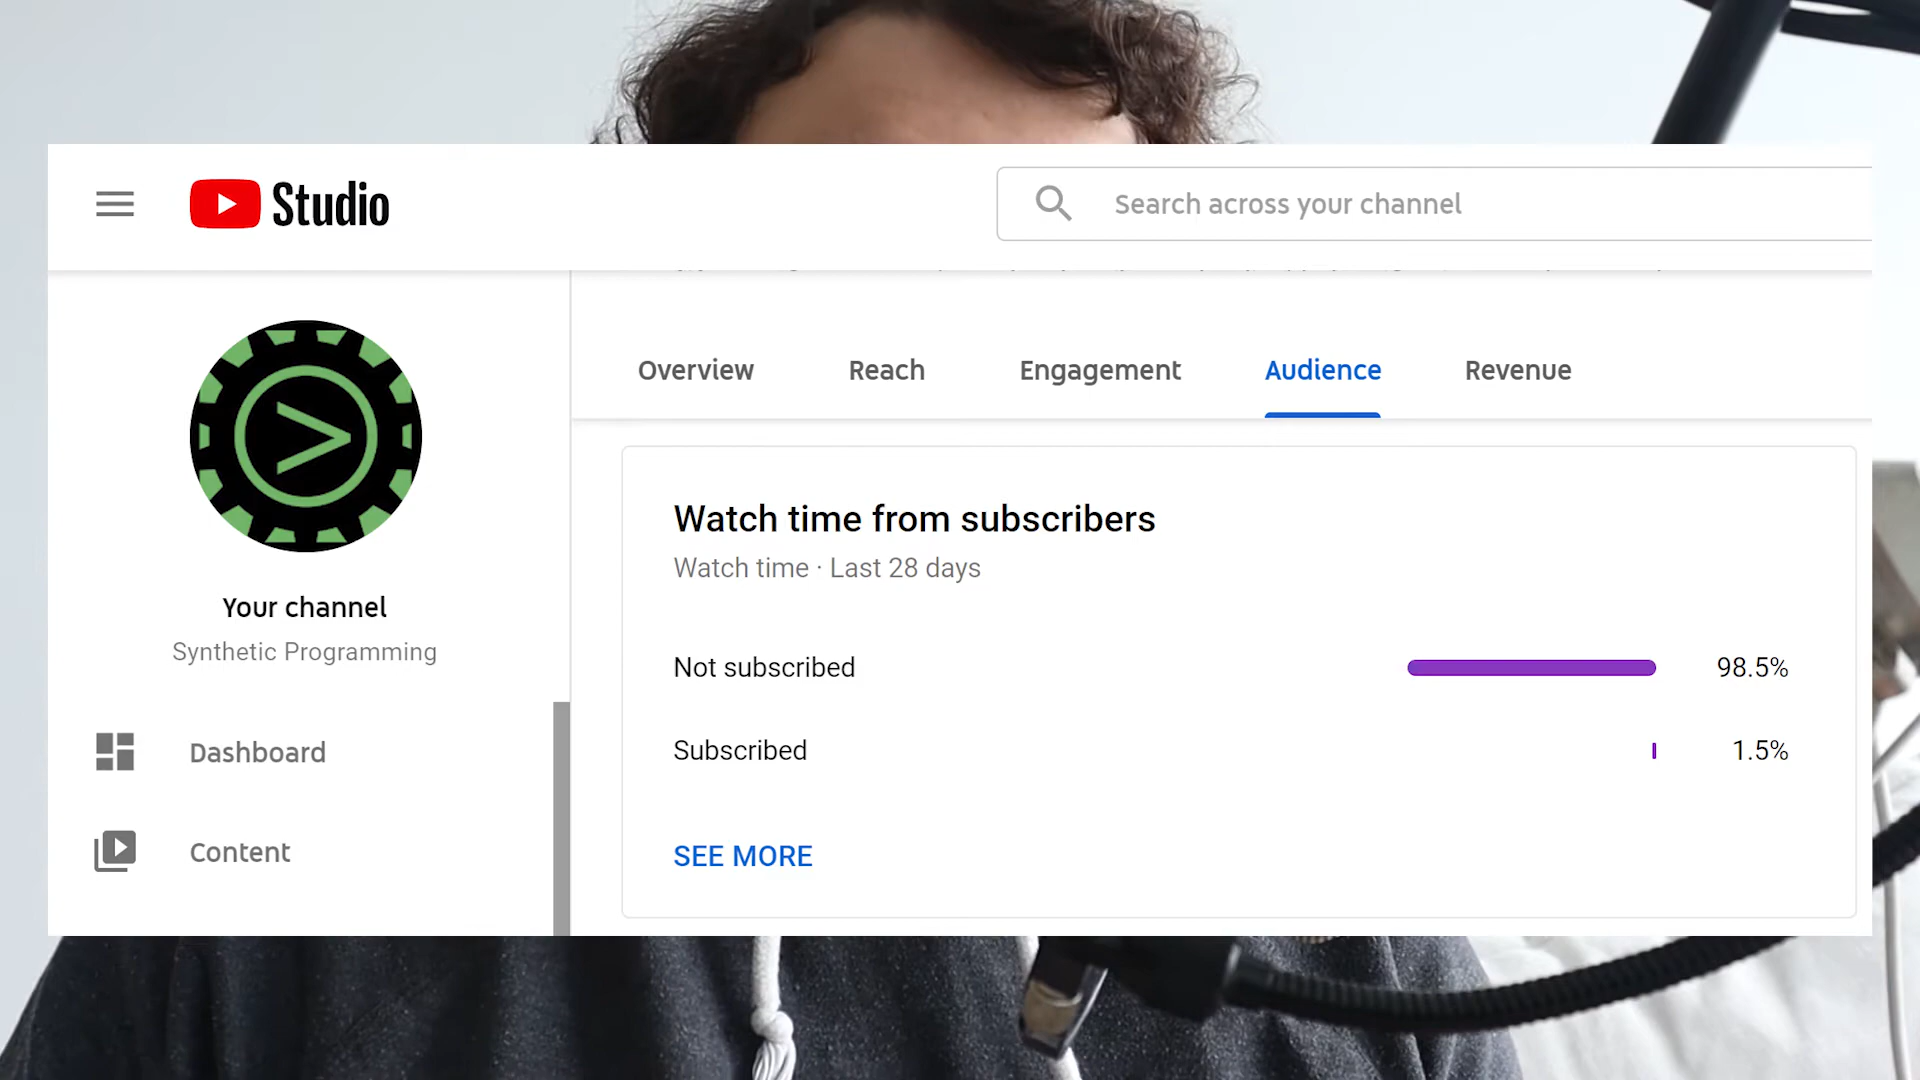 Studio
Search across your channel
Overview Reach Engagement Audience Revenue
Your channel
Synthetic Programming
Dashboard
Content
Watch time from subscribers
Watch time · Last 28 days
Not subscribed 98.5%
Subscribed 1.5%
SEE MORE